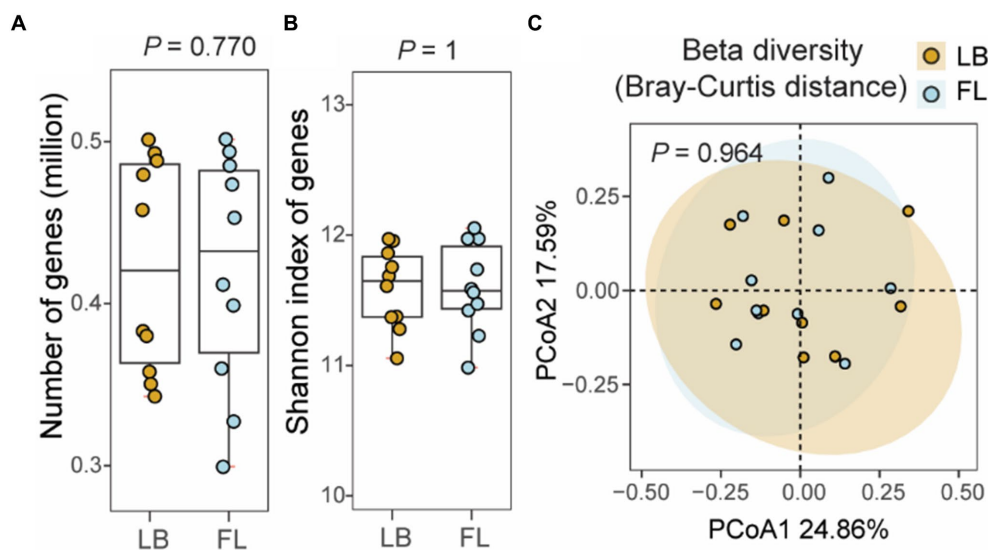 A
P = 0.770
Number of genes (million)
0.5
0.4
0.3
LB FL
B
P = 1
Shannon index of genes
13
12
11
10
LB FL
C
Beta diversity
(Bray-Curtis distance)
LB
FL
P = 0.964
PCoA2 17.59%
0.25
0.00
−0.25
−0.50 −0.25 0.00 0.25 0.50
PCoA1 24.86%